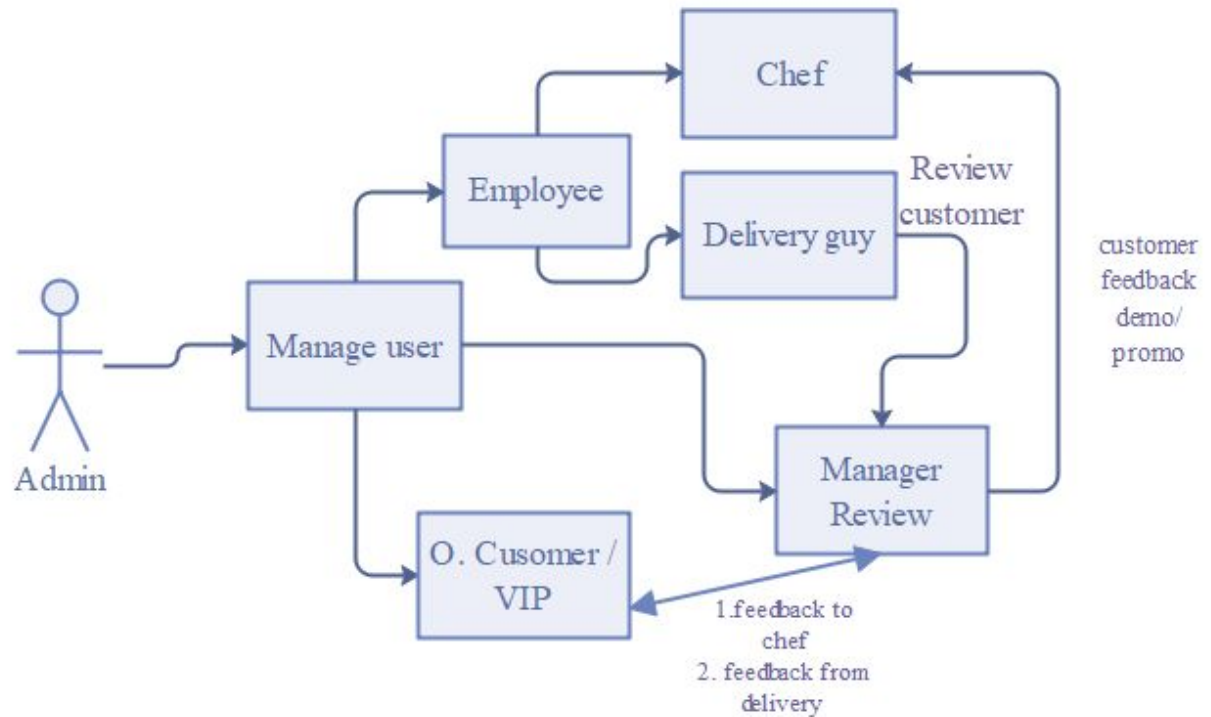 Chef
Employee
Review
customer
Delivery guy
customer
feedback
demo/
promo
Manage user
Admin
Manager
Review
O. Cusomer /
VIP
1.feedback to
chef
2. feedback from
delivery